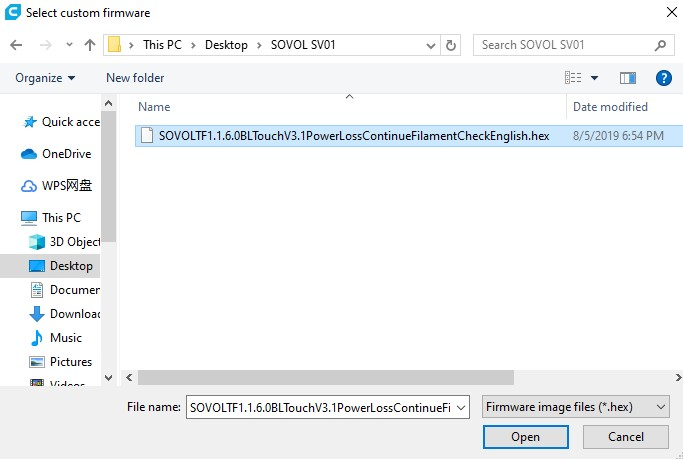 Select custom firmware
This PC > Desktop > SOVOL SV01
Search SOVOL SV01
Organize
New folder
Name
Date modified
Quick acce
SOVOLTF1.1.6.0BLTouchV3.1PowerLossContinueFilamentCheckEnglish.hex
8/5/2019 6:54 PM
OneDrive
WPS网盘
This PC
3D Object
Desktop
Documen
Download
Music
Pictures
Videos
File name:
SOVOLTF1.1.6.0BLTouchV3.1PowerLossContinueFi
Firmware image files (*.hex)
Open
Cancel